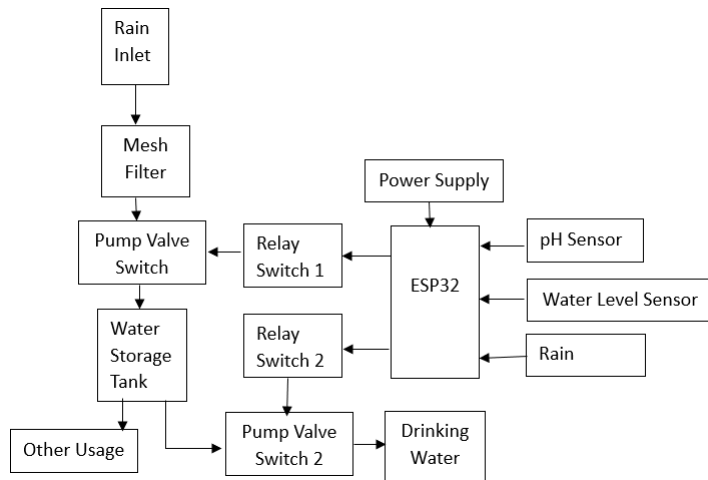 Rain
Inlet
Mesh
Filter
Power Supply
Pump Valve
Switch
Relay
Switch 1
ESP32
pH Sensor
Water Level Sensor
Water
Storage
Tank
Relay
Switch 2
Rain
Other Usage
Pump Valve
Switch 2
Drinking
Water